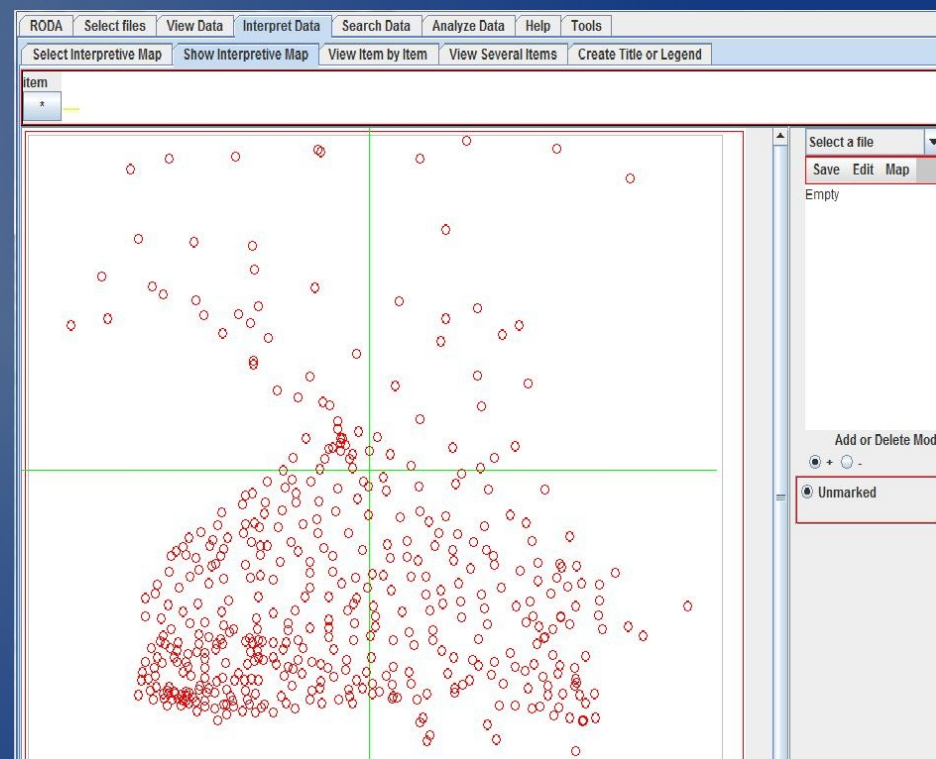 RODA Select files View Data Interpret Data Search Data Analyze Data Help Tools
Select Interpretive Map Show Interpretive Map View Item by Item View Several Items Create Title or Legend
item
*
Select a file
Save Edit Map
Empty
Add or Delete Mod
+ -
Unmarked